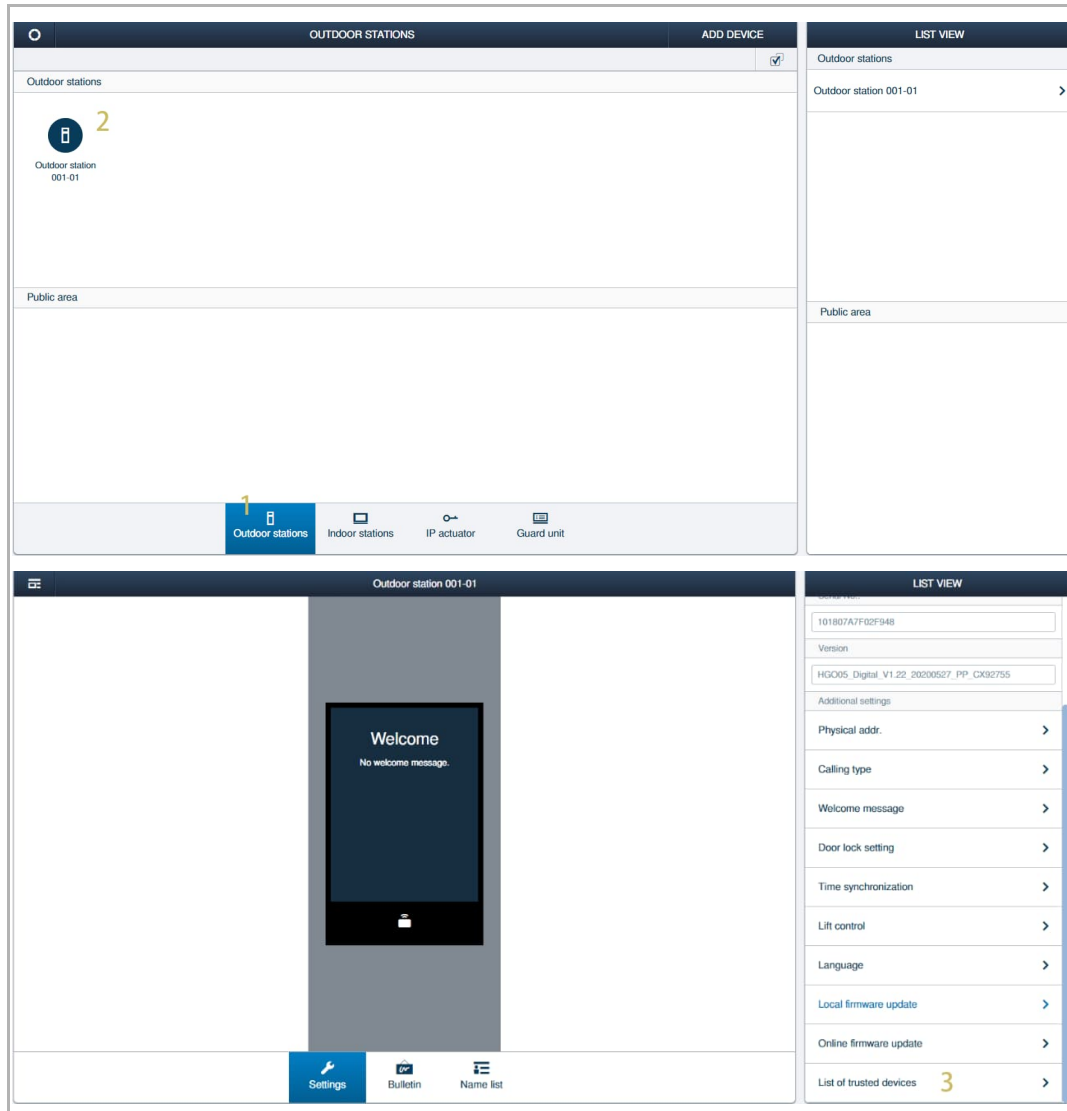 OUTDOOR STATIONS
ADD DEVICE
Outdoor stations
2
Outdoor station
001-01
Public area
1
Outdoor stations
Indoor stations
IP actuator
Guard unit
LIST VIEW
Outdoor stations
Outdoor station 001-01
Public area
Outdoor station 001-01
Welcome
No welcome message.
Settings
Bulletin
Name list
LIST VIEW
101807A7F02F948
Version
HGO05_Digital_V1.22_20200527_PP_CX92755
Additional settings
Physical addr.
Calling type
Welcome message
Door lock setting
Time synchronization
Lift control
Language
Local firmware update
Online firmware update
List of trusted devices 3